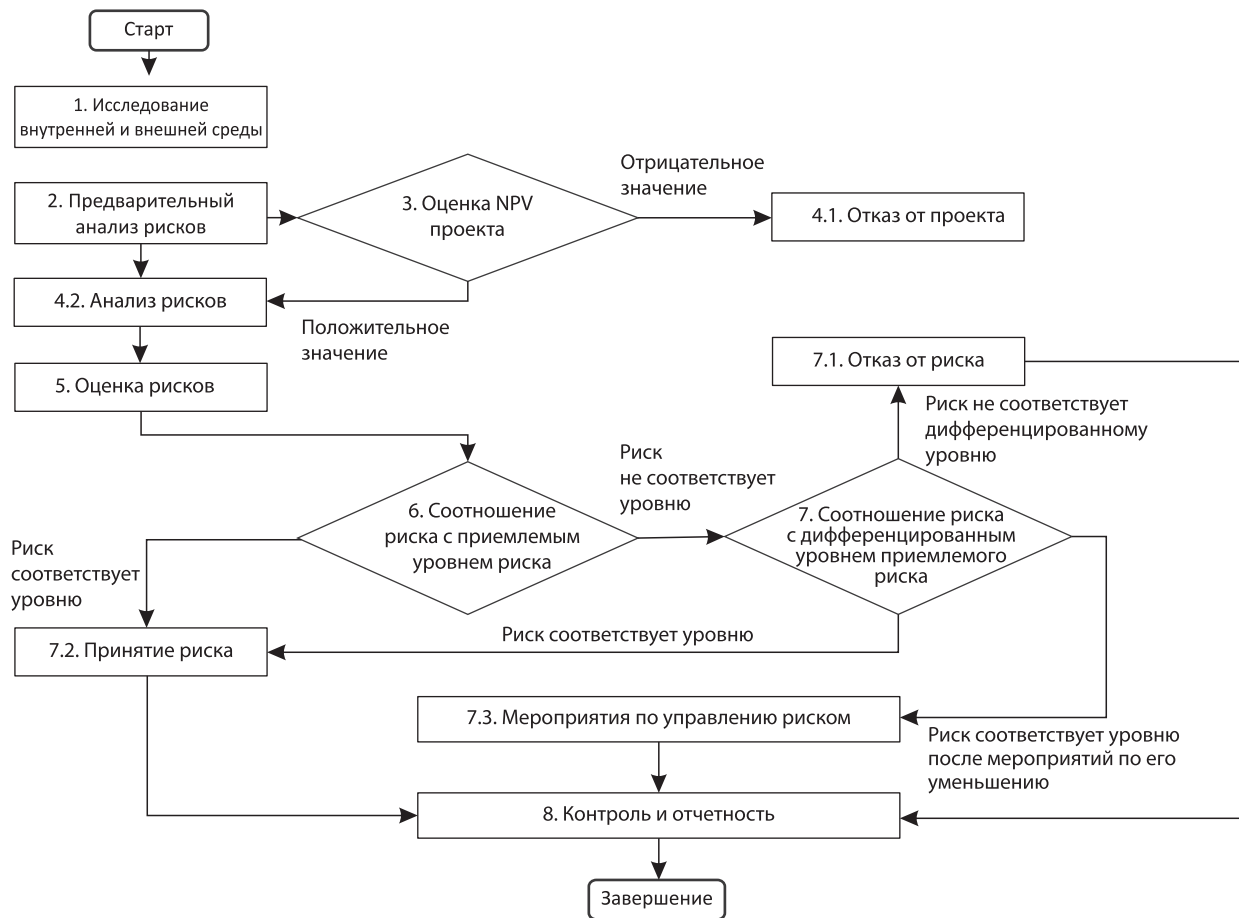 Старт
1. Исследование
внутренней и внешней среды
2. Предварительный
анализ рисков
3. Оценка NPV
проекта
Отрицательное
значение
4.1. Отказ от проекта
4.2. Анализ рисков
Положительное
значение
5. Оценка рисков
7.1. Отказ от риска
Риск не соответствует
дифференцированному
уровню
Риск
не соответствует
уровню
6. Соотношение
риска с приемлемым
уровнем риска
7. Соотношение риска
с дифференцированным
уровнем приемлемого
риска
Риск
соответствует
уровню
7.2. Принятие риска
Риск соответствует уровню
7.3. Мероприятия по управлению риском
Риск соответствует уровню
после мероприятий по его
уменьшению
8. Контроль и отчетность
Завершение